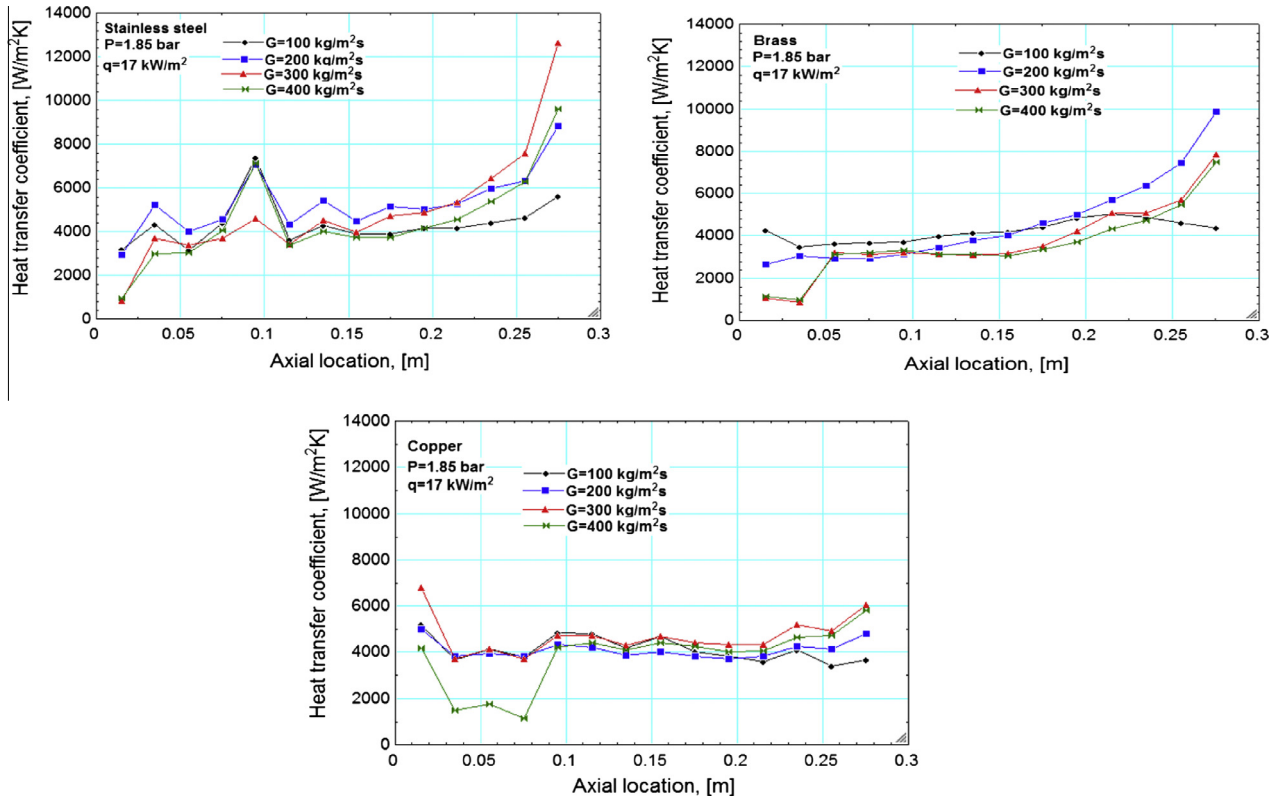 Heat transfer coefficient, [W/m²K]
14000
12000
10000
8000
6000
4000
2000
0
Stainless steel
P=1.85 bar
q=17 kW/m²
G=100 kg/m²s
G=200 kg/m²s
G=300 kg/m²s
G=400 kg/m²s
0 0.05 0.1 0.15 0.2 0.25 0.3
Axial location, [m]
Heat transfer coefficient, [W/m²K]
14000
12000
10000
8000
6000
4000
2000
0
Brass
P=1.85 bar
q=17 kW/m²
G=100 kg/m²s
G=200 kg/m²s
G=300 kg/m²s
G=400 kg/m²s
0 0.05 0.1 0.15 0.2 0.25 0.3
Axial location, [m]
Heat transfer coefficient, [W/m²K]
14000
12000
10000
8000
6000
4000
2000
0
Copper
P=1.85 bar
q=17 kW/m²
G=100 kg/m²s
G=200 kg/m²s
G=300 kg/m²s
G=400 kg/m²s
0 0.05 0.1 0.15 0.2 0.25 0.3
Axial location, [m]